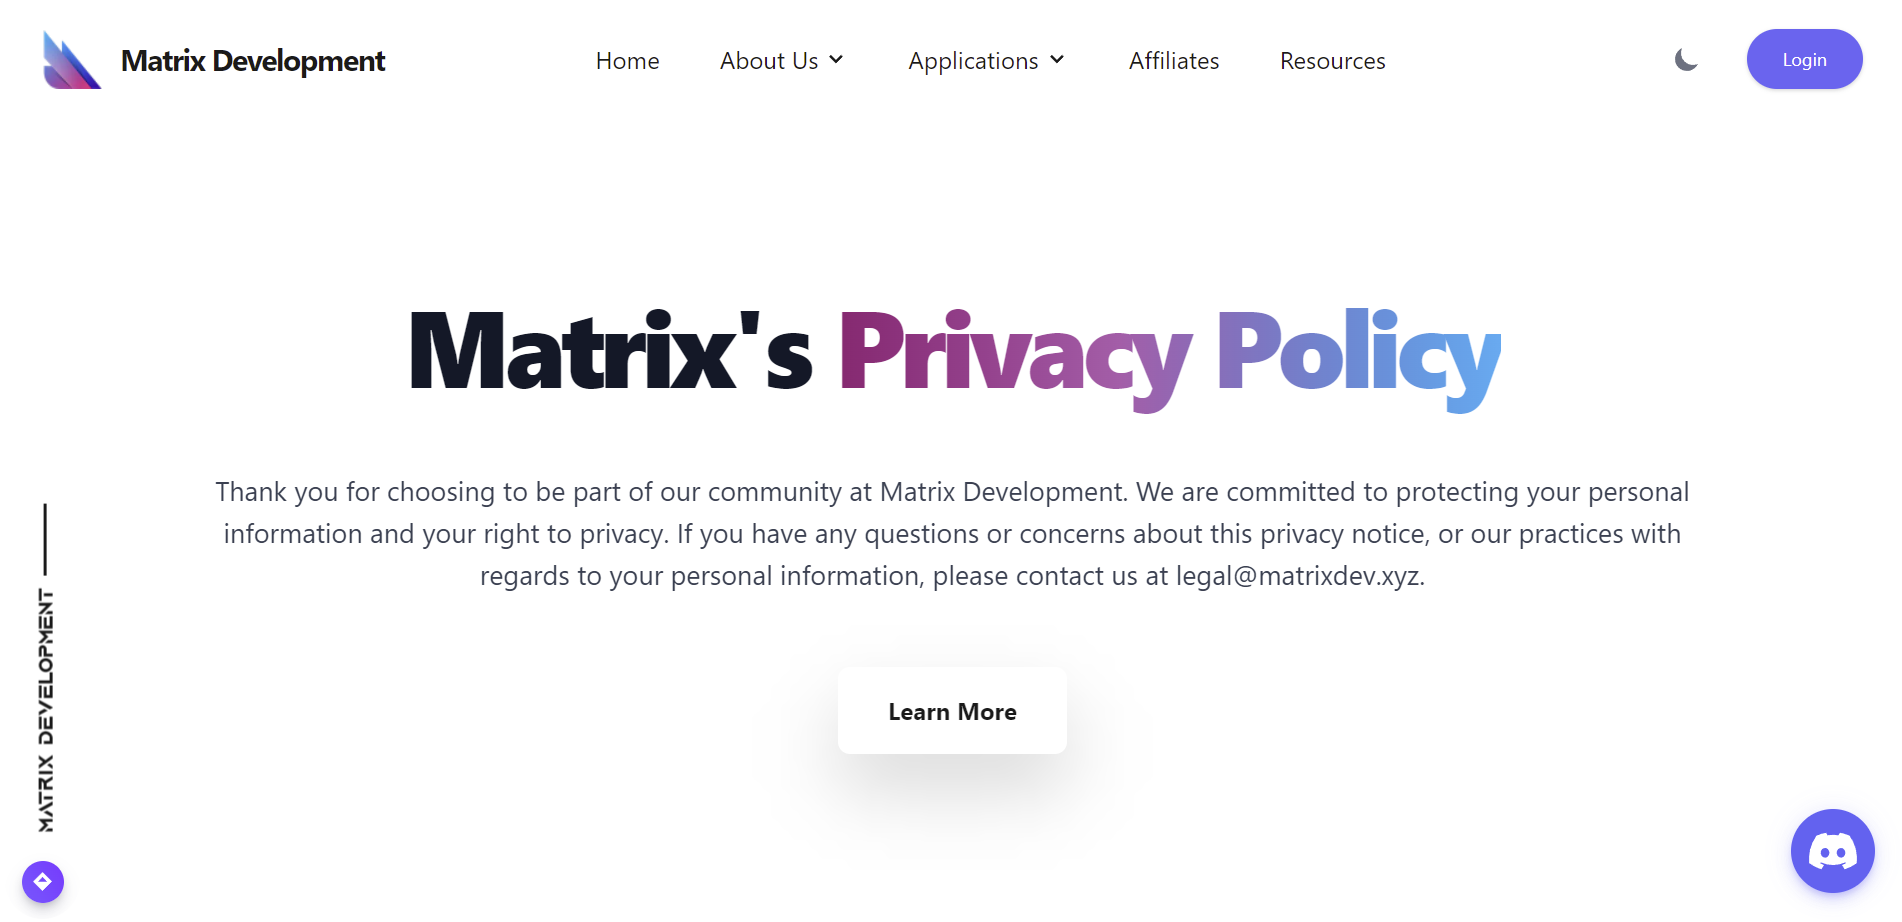 Matrix Development
Home
About Us
Applications
Affiliates
Resources
Login
Matrix's Privacy Policy
Thank you for choosing to be part of our community at Matrix Development. We are committed to protecting your personal
information and your right to privacy. If you have any questions or concerns about this privacy notice, or our practices with
regards to your personal information, please contact us at legal@matrixdev.xyz.
Learn More
MATRIX DEVELOPMENT